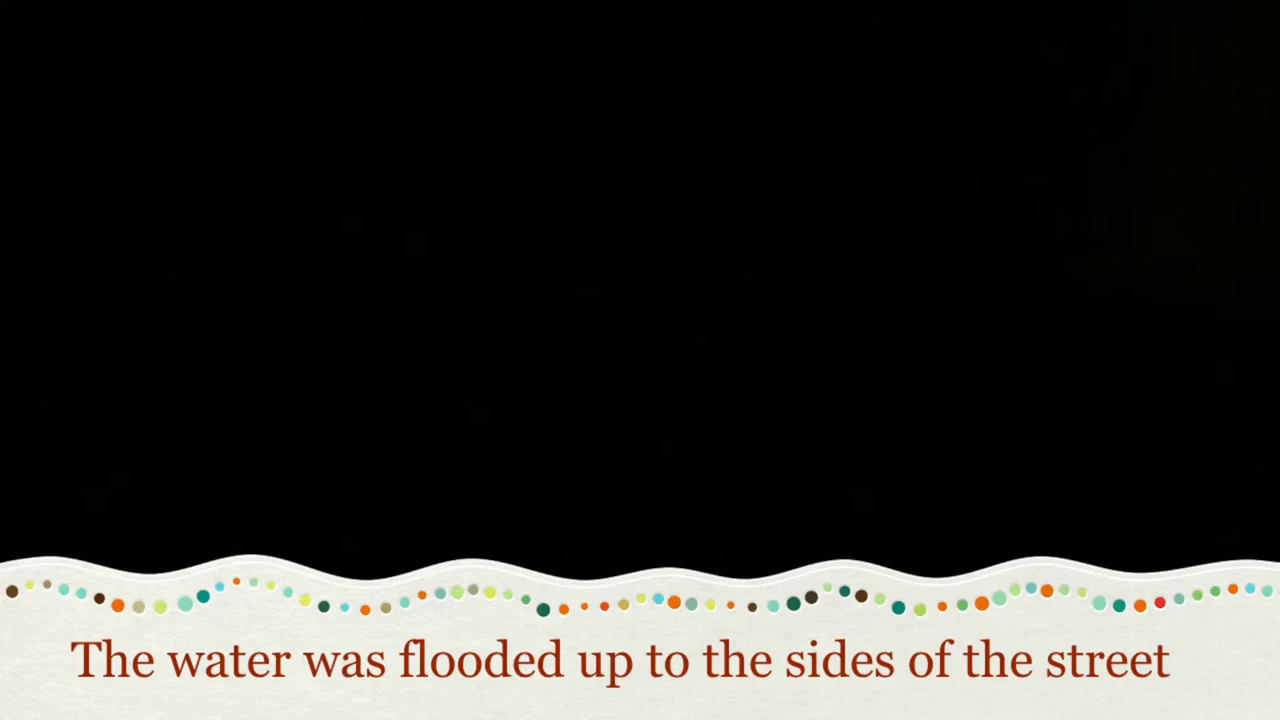 The water was flooded up to the sides of the street